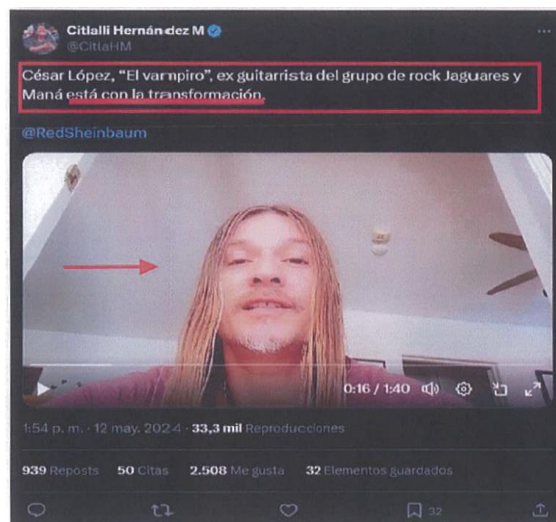 Citlalli Hernández M
@CitlaHM
César López, “El vampiro”, ex guitarrista del grupo de rock Jaguares y
Maná está con la transformación.
@RedSheinbaum
0:16 / 1:40
1:54 p. m. · 12 may. 2024 · 33,3 mil Reproducciones
939 Reposts 50 Citas 2.508 Me gusta 32 Elementos guardados
32